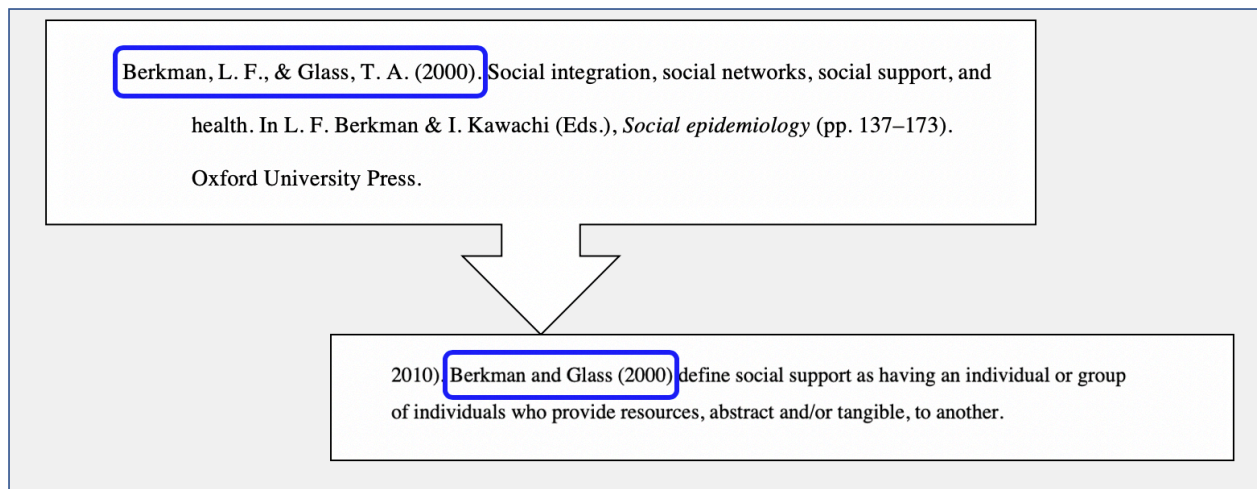 Berkman, L. F., & Glass, T. A. (2000). Social integration, social networks, social support, and
health. In L. F. Berkman & I. Kawachi (Eds.), Social epidemiology (pp. 137–173).
Oxford University Press.
2010). Berkman and Glass (2000) define social support as having an individual or group
of individuals who provide resources, abstract and/or tangible, to another.